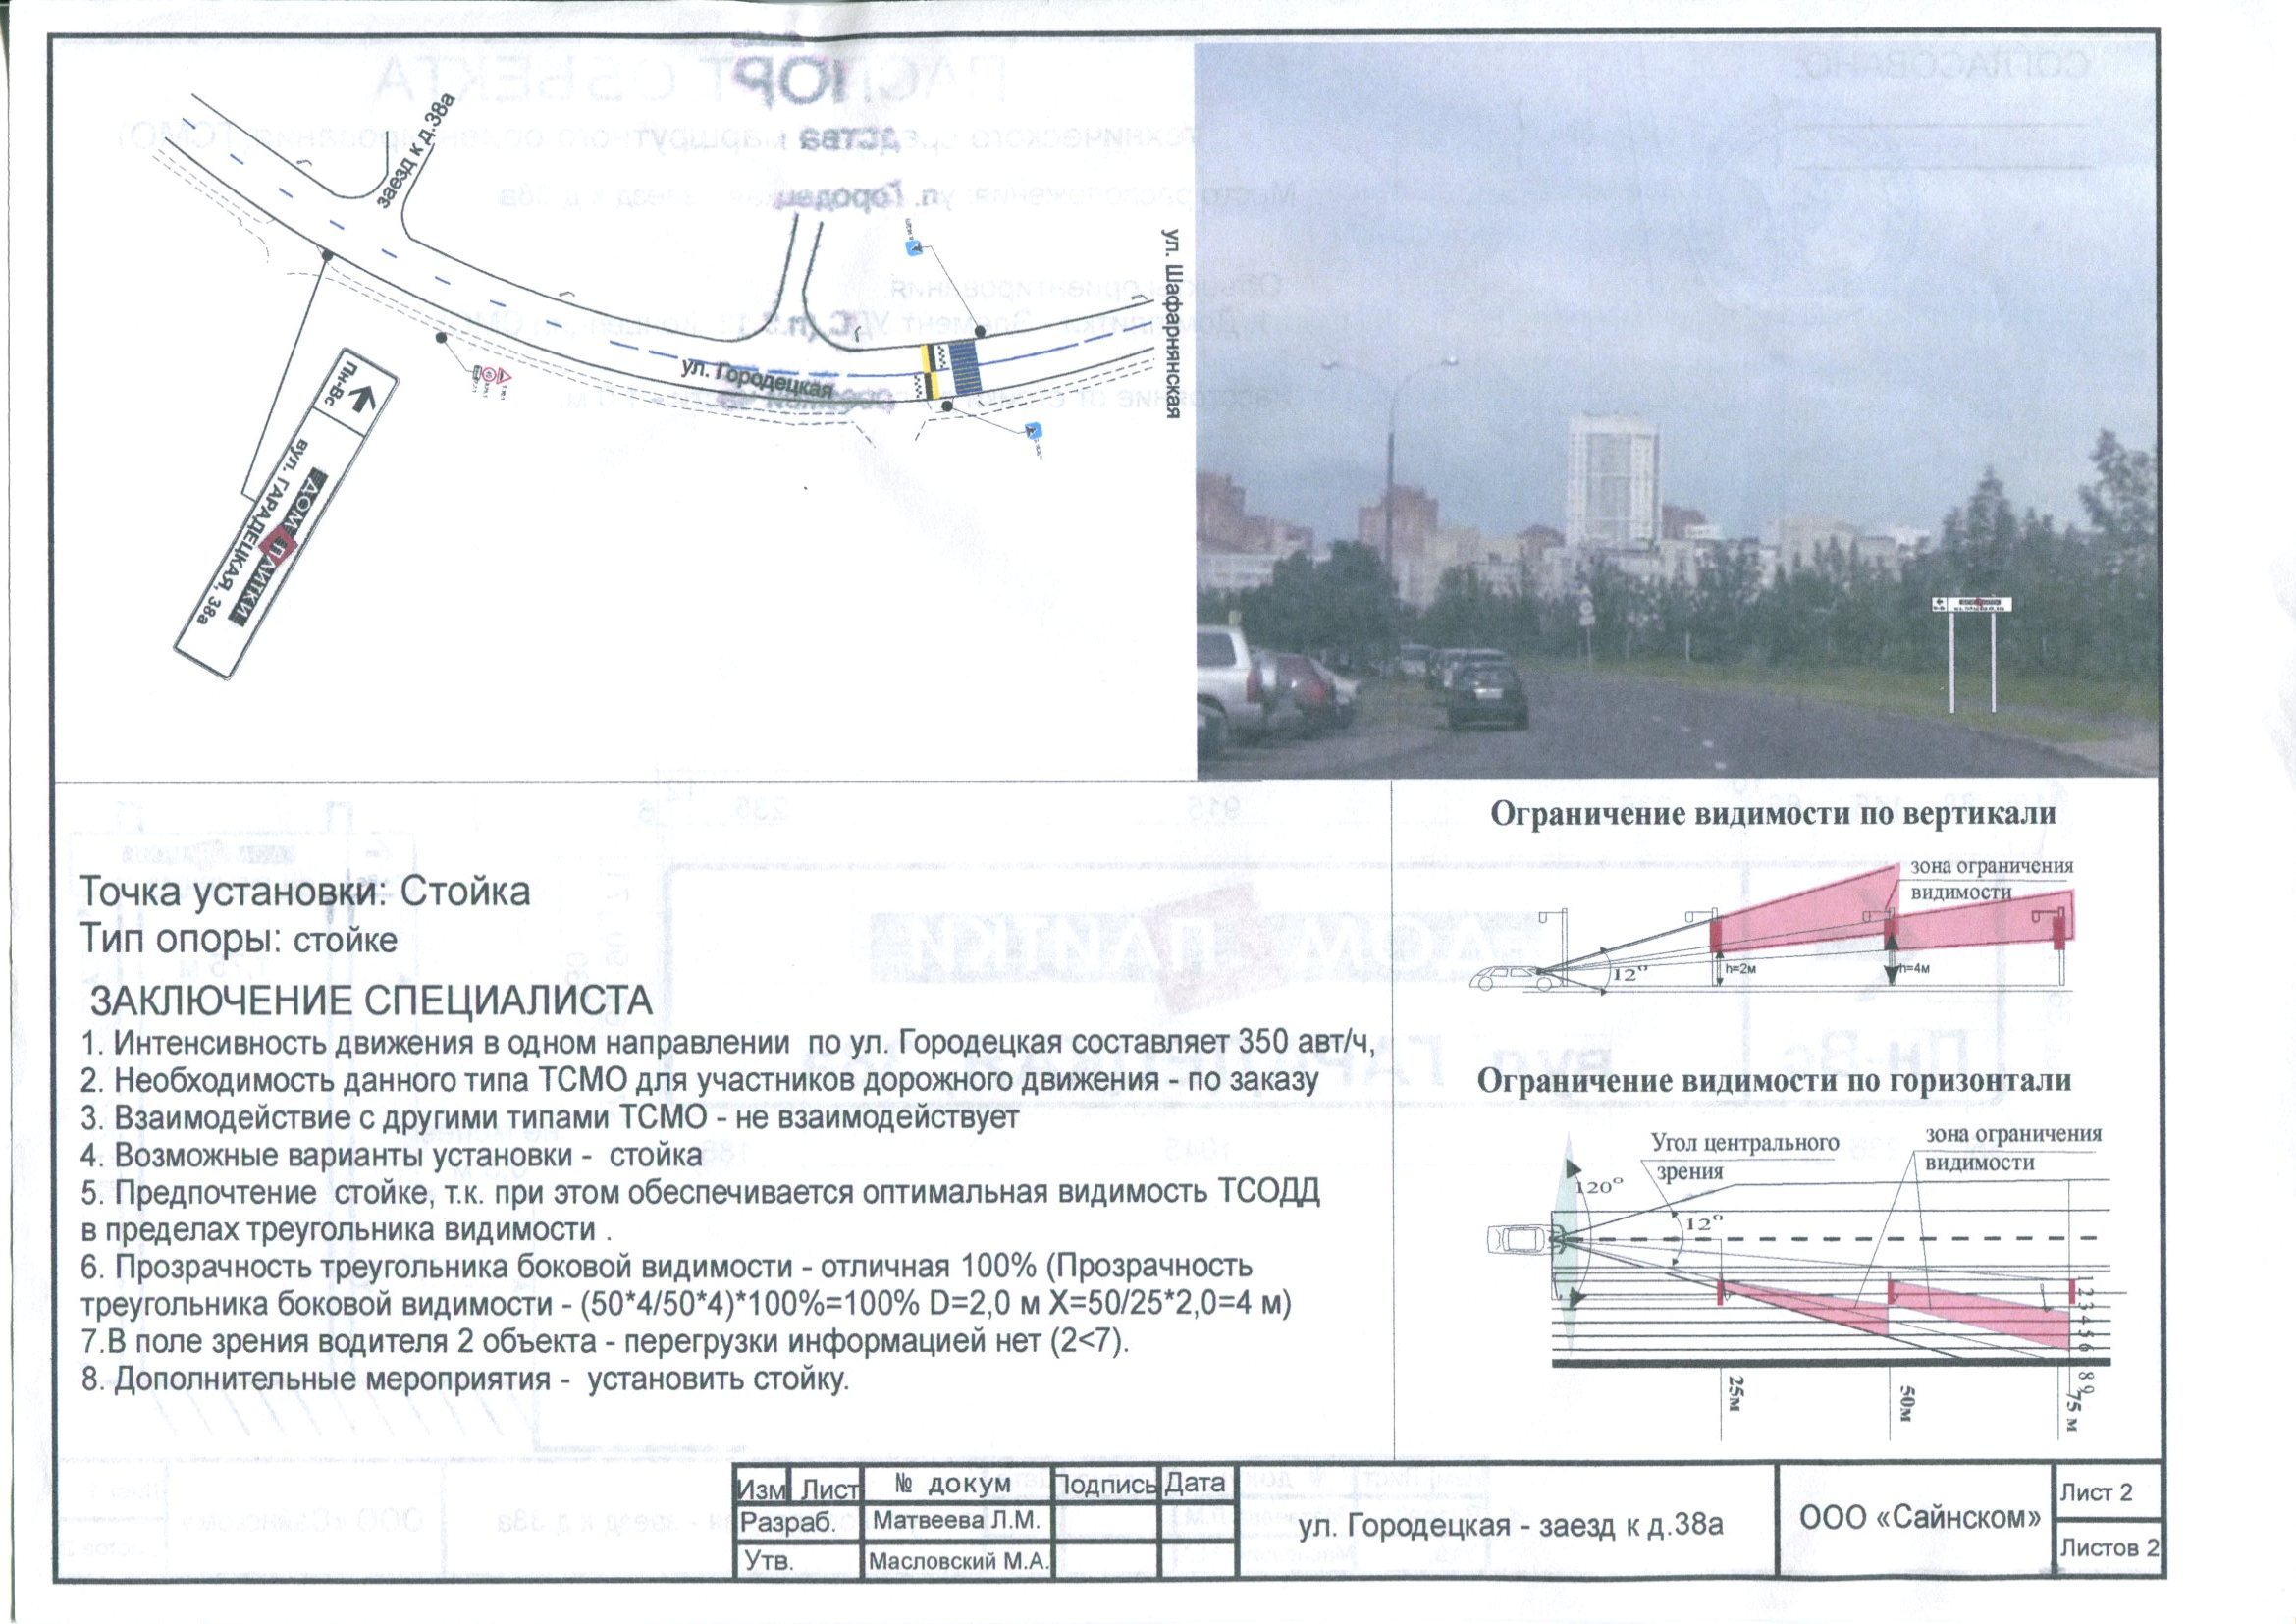 заезд к д.38а
ул. Шафарнянская
ул. Городецкая
Пн-Вс
ДОМ ПЛИТКИ
вул. ГАРАДЕЦКАЯ, 38а
Точка установки: Стойка
Тип опоры: стойке
ЗАКЛЮЧЕНИЕ СПЕЦИАЛИСТА
1. Интенсивность движения в одном направлении по ул. Городецкая составляет 350 авт/ч,
2. Необходимость данного типа ТСМО для участников дорожного движения - по заказу
3. Взаимодействие с другими типами ТСМО - не взаимодействует
4. Возможные варианты установки - стойка
5. Предпочтение стойке, т.к. при этом обеспечивается оптимальная видимость ТСОДД
в пределах треугольника видимости .
6. Прозрачность треугольника боковой видимости - отличная 100% (Прозрачность
треугольника боковой видимости - (50*4/50*4)*100%=100% D=2,0 м X=50/25*2,0=4 м)
7.В поле зрения водителя 2 объекта - перегрузки информацией нет (2<7).
8. Дополнительные мероприятия - установить стойку.
Ограничение видимости по вертикали
зона ограничения
видимости
12°
h=2м
h=4м
Ограничение видимости по горизонтали
Угол центрального
зрения
зона ограничения
видимости
120°
12°
1 2 3 4 5 6 8 9
25м
50м
75 м
Изм Лист № докум Подпись Дата
Разраб. Матвеева Л.М.
Утв. Масловский М.А.
ул. Городецкая - заезд к д.38а
ООО «Сайнском»
Лист 2
Листов 2